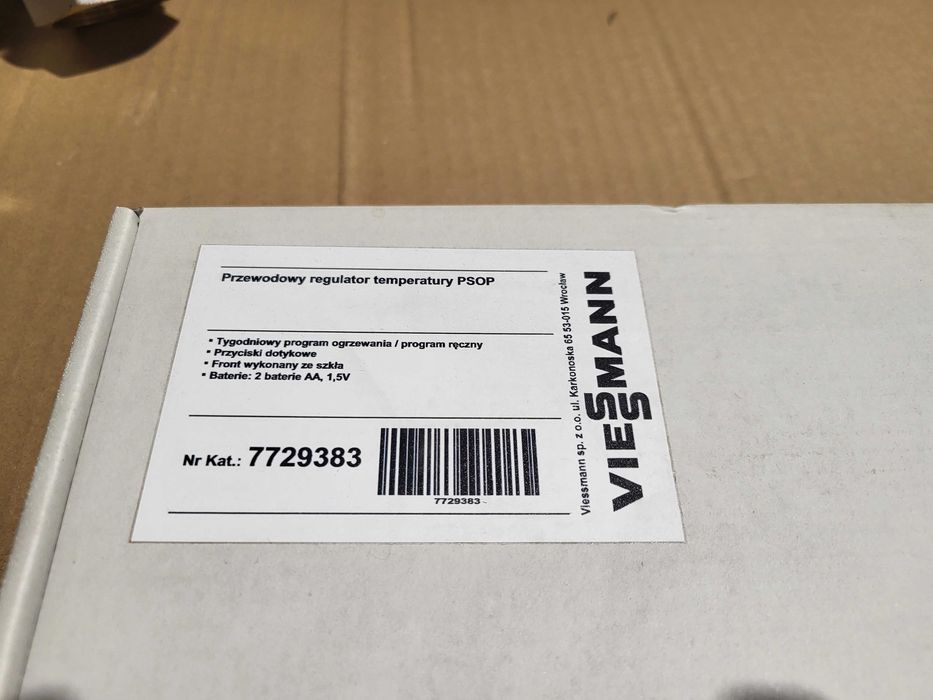 Przewodowy regulator temperatury PSOP
▪ Tygodniowy program ogrzewania / program ręczny
▪ Przyciski dotykowe
▪ Front wykonany ze szkła
▪ Baterie: 2 baterie AA, 1,5V
Nr Kat.: 7729383
7729383
Viessmann sp. z o.o. ul. Karkonoska 65 53-015 Wrocław
VIESSMANN